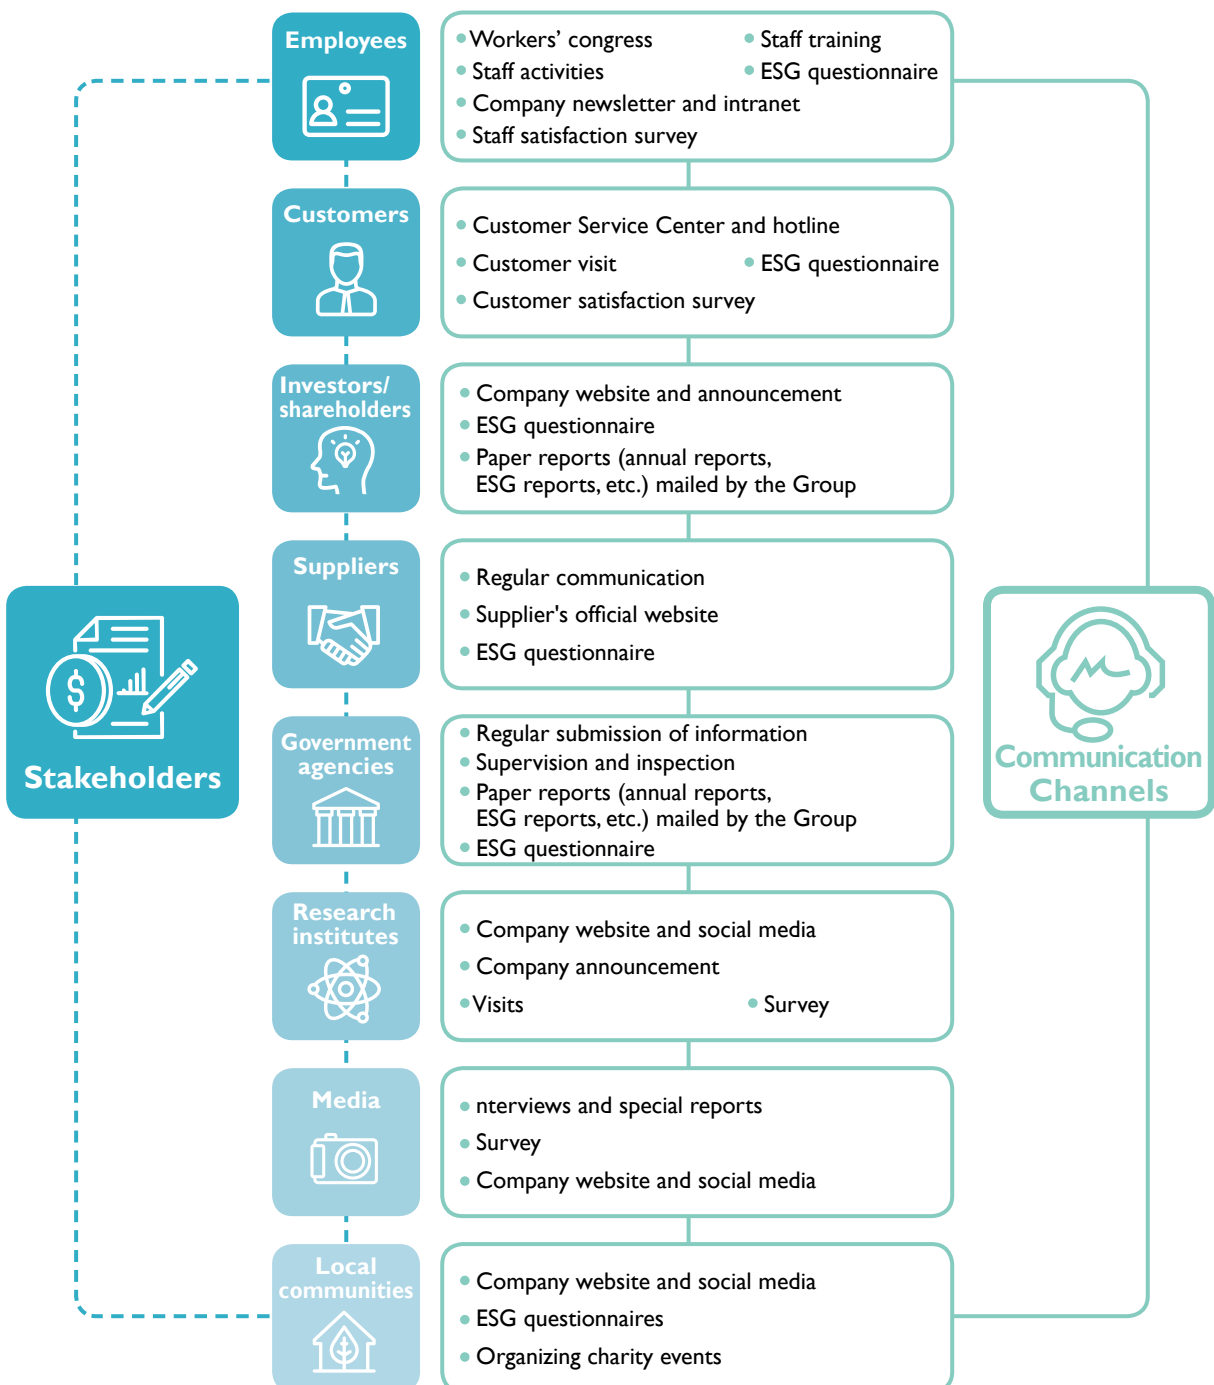 Employees
• Workers' congress
• Staff training
• Staff activities
• ESG questionnaire
• Company newsletter and intranet
• Staff satisfaction survey
Customers
• Customer Service Center and hotline
• Customer visit
• ESG questionnaire
• Customer satisfaction survey
Investors/
shareholders
• Company website and announcement
• ESG questionnaire
• Paper reports (annual reports,
ESG reports, etc.) mailed by the Group
Suppliers
• Regular communication
• Supplier's official website
• ESG questionnaire
Stakeholders
$
Communication
Channels
Government
agencies
• Regular submission of information
• Supervision and inspection
• Paper reports (annual reports,
ESG reports, etc.) mailed by the Group
• ESG questionnaire
Research
institutes
• Company website and social media
• Company announcement
• Visits
• Survey
Media
• nterviews and special reports
• Survey
• Company website and social media
Local
communities
• Company website and social media
• ESG questionnaires
• Organizing charity events